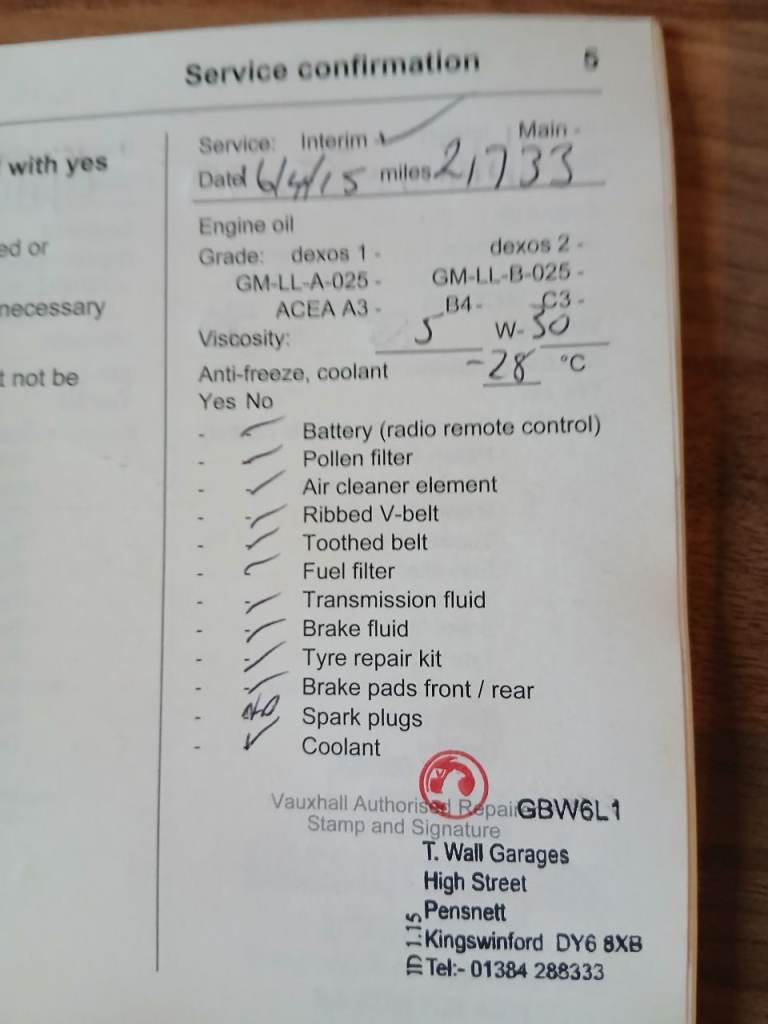 Service confirmation 5
with yes
ed or
necessary
t not be
Service: Interim - ✓ Main -
Date 6/4/15 miles 21733
Engine oil
Grade: dexos 1 - dexos 2 -
GM-LL-A-025 - GM-LL-B-025 -
ACEA A3 - B4 - C3 -
Viscosity: 5 W- 30
Anti-freeze, coolant -28 °C
Yes No
- ✓ Battery (radio remote control)
- ✓ Pollen filter
- ✓ Air cleaner element
- ✓ Ribbed V-belt
- ✓ Toothed belt
- ✓ Fuel filter
- ✓ Transmission fluid
- ✓ Brake fluid
- ✓ Tyre repair kit
- ✓ Brake pads front / rear
- Spark plugs
- ✓ Coolant
Vauxhall Authorised Repair GBW6L1
Stamp and Signature
T. Wall Garages
High Street
Pensnett
Kingswinford DY6 8XB
Tel:- 01384 288333
ID 1.15